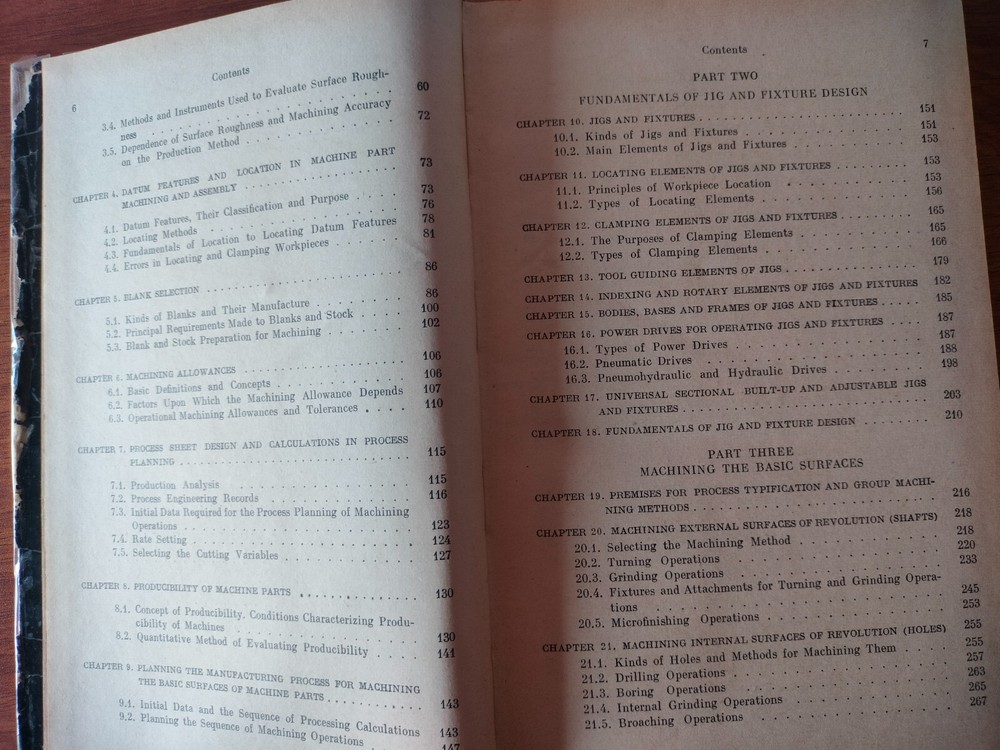 6
Contents
3.4. Methods and Instruments Used to Evaluate Surface Rough-
ness . . . . . . . . . . . . . . . . . . . 60
3.5. Dependence of Surface Roughness and Machining Accuracy
on the Production Method . . . . . . . . . . . . 72
CHAPTER 4. DATUM FEATURES AND LOCATION IN MACHINE PART
MACHINING AND ASSEMBLY . . . . . . . . . . . . 73
4.1. Datum Features, Their Classification and Purpose . . . . 73
4.2. Locating Methods . . . . . . . . . . . . . . . 76
4.3. Fundamentals of Location to Locating Datum Features 78
4.4. Errors in Locating and Clamping Workpieces . . . . . . 81
CHAPTER 5. BLANK SELECTION . . . . . . . . . . . . . . . 86
5.1. Kinds of Blanks and Their Manufacture . . . . . . . 86
5.2. Principal Requirements Made to Blanks and Stock . . . . 100
5.3. Blank and Stock Preparation for Machining . . . . . . 102
CHAPTER 6. MACHINING ALLOWANCES . . . . . . . . . . . . 106
6.1. Basic Definitions and Concepts . . . . . . . . . . 106
6.2. Factors Upon Which the Machining Allowance Depends 107
6.3. Operational Machining Allowances and Tolerances . . . . 110
CHAPTER 7. PROCESS SHEET DESIGN AND CALCULATIONS IN PROCESS
PLANNING . . . . . . . . . . . . . . . . . . 115
7.1. Production Analysis . . . . . . . . . . . . . . 115
7.2. Process Engineering Records . . . . . . . . . . . 116
7.3. Initial Data Required for the Process Planning of Machining
Operations . . . . . . . . . . . . . . . . . 123
7.4. Rate Setting . . . . . . . . . . . . . . . . . 124
7.5. Selecting the Cutting Variables . . . . . . . . . . 127
CHAPTER 8. PRODUCIBILITY OF MACHINE PARTS . . . . . . . . . 130
8.1. Concept of Producibility. Conditions Characterizing Produ-
cibility of Machines . . . . . . . . . . . . . . 130
8.2. Quantitative Method of Evaluating Producibility . . . . 141
CHAPTER 9. PLANNING THE MANUFACTURING PROCESS FOR MACHINING
THE BASIC SURFACES OF MACHINE PARTS . . . . . . . 143
9.1. Initial Data and the Sequence of Processing Calculations 143
9.2. Planning the Sequence of Machining Operations . . . . 147
Contents
7
PART TWO
FUNDAMENTALS OF JIG AND FIXTURE DESIGN
CHAPTER 10. JIGS AND FIXTURES . . . . . . . . . . . . . . 151
10.1. Kinds of Jigs and Fixtures . . . . . . . . . . . 151
10.2. Main Elements of Jigs and Fixtures . . . . . . . . 153
CHAPTER 11. LOCATING ELEMENTS OF JIGS AND FIXTURES . . . . . 153
11.1. Principles of Workpiece Location . . . . . . . . . 153
11.2. Types of Locating Elements . . . . . . . . . . . 156
CHAPTER 12. CLAMPING ELEMENTS OF JIGS AND FIXTURES . . . . . 165
12.1. The Purposes of Clamping Elements . . . . . . . . 165
12.2. Types of Clamping Elements . . . . . . . . . . . 166
CHAPTER 13. TOOL GUIDING ELEMENTS OF JIGS . . . . . . . . . 179
CHAPTER 14. INDEXING AND ROTARY ELEMENTS OF JIGS AND FIXTURES 182
CHAPTER 15. BODIES, BASES AND FRAMES OF JIGS AND FIXTURES . . . . . 185
CHAPTER 16. POWER DRIVES FOR OPERATING JIGS AND FIXTURES . . . 187
16.1. Types of Power Drives . . . . . . . . . . . . . 187
16.2. Pneumatic Drives . . . . . . . . . . . . . . . 188
16.3. Pneumohydraulic and Hydraulic Drives . . . . . . . 198
CHAPTER 17. UNIVERSAL SECTIONAL BUILT-UP AND ADJUSTABLE JIGS
AND FIXTURES . . . . . . . . . . . . . . . . 203
CHAPTER 18. FUNDAMENTALS OF JIG AND FIXTURE DESIGN . . . . . . 210
PART THREE
MACHINING THE BASIC SURFACES
CHAPTER 19. PREMISES FOR PROCESS TYPIFICATION AND GROUP MACHI-
NING METHODS . . . . . . . . . . . . . . . . 216
CHAPTER 20. MACHINING EXTERNAL SURFACES OF REVOLUTION (SHAFTS) 218
20.1. Selecting the Machining Method . . . . . . . . . 218
20.2. Turning Operations . . . . . . . . . . . . . . 220
20.3. Grinding Operations . . . . . . . . . . . . . . 233
20.4. Fixtures and Attachments for Turning and Grinding Opera-
tions . . . . . . . . . . . . . . . . . . . 245
20.5. Microfinishing Operations . . . . . . . . . . . . 253
CHAPTER 21. MACHINING INTERNAL SURFACES OF REVOLUTION (HOLES) 255
21.1. Kinds of Holes and Methods for Machining Them . . . 255
21.2. Drilling Operations . . . . . . . . . . . . . . 257
21.3. Boring Operations . . . . . . . . . . . . . . . 263
21.4. Internal Grinding Operations . . . . . . . . . . . 265
21.5. Broaching Operations . . . . . . . . . . . . . . 267